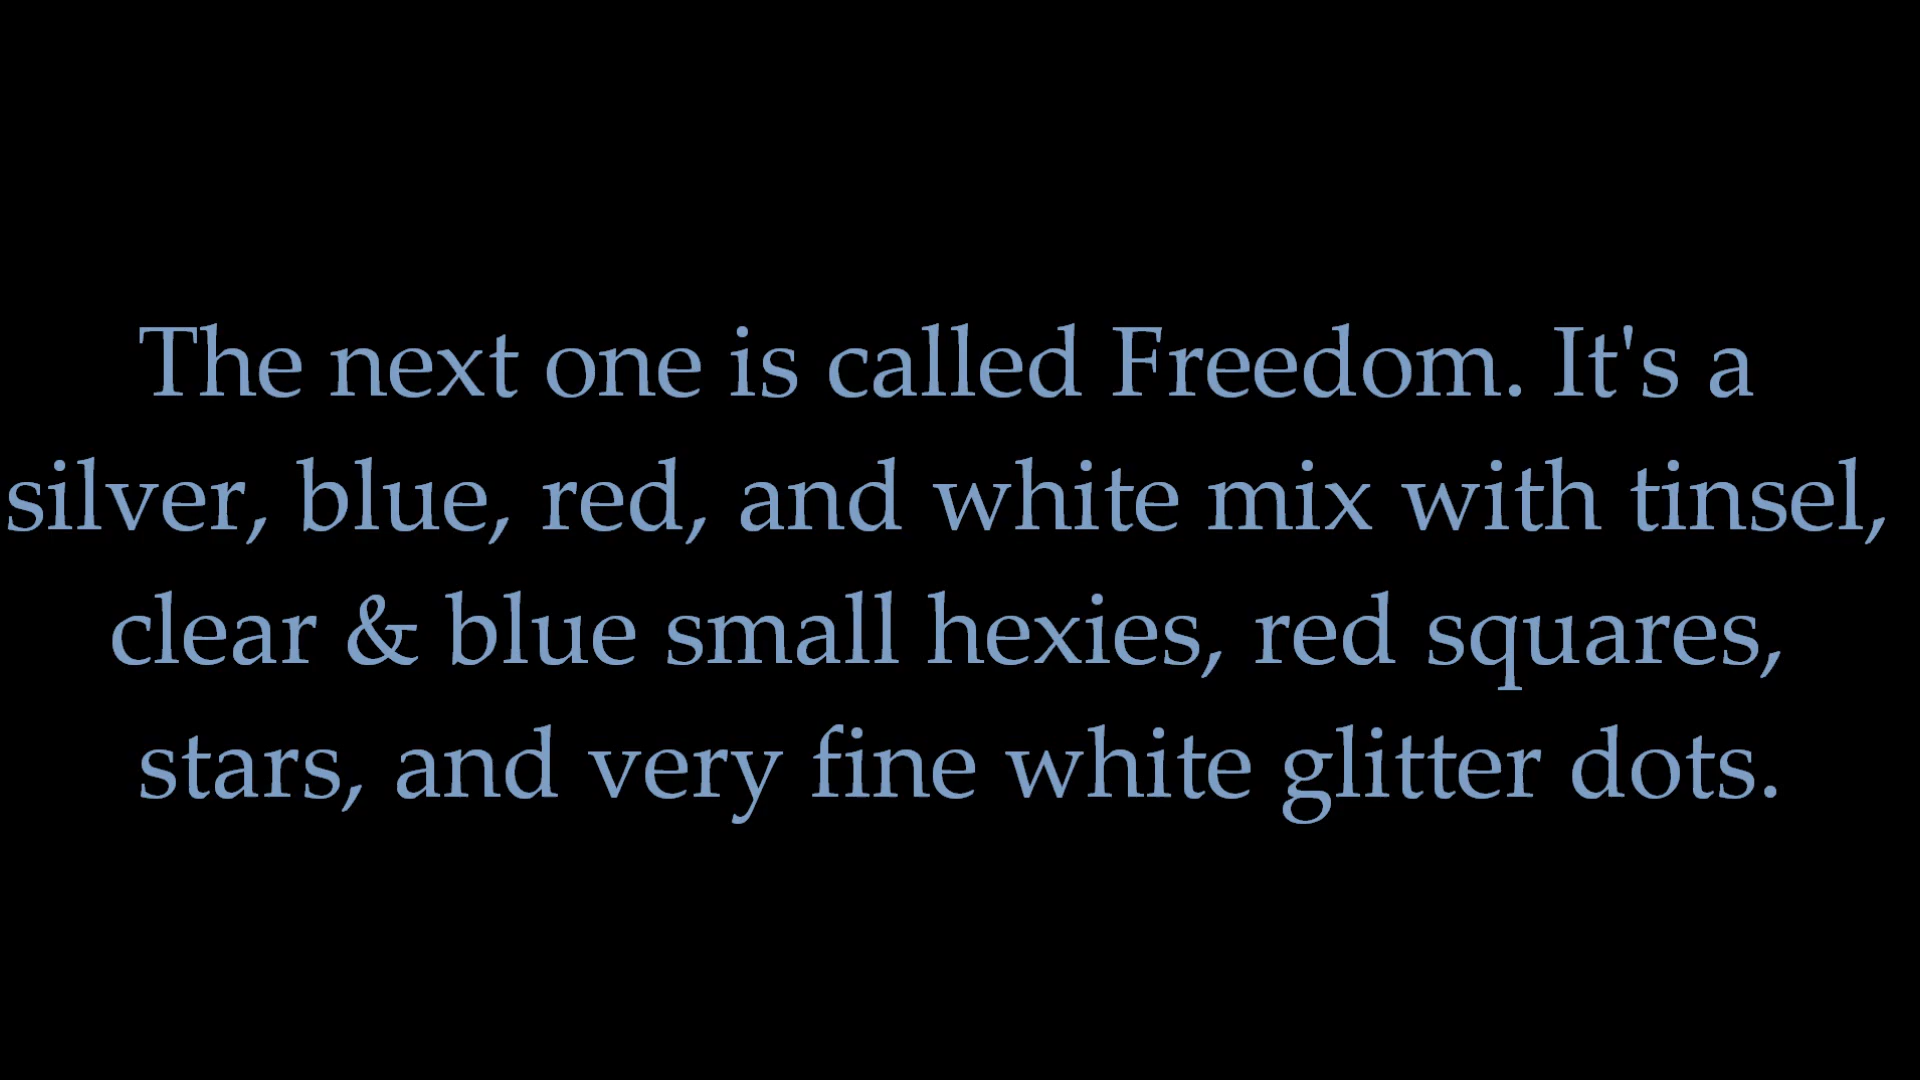 The next one is called Freedom. It's a
silver, blue, red, and white mix with tinsel,
clear & blue small hexies, red squares,
stars, and very fine white glitter dots.